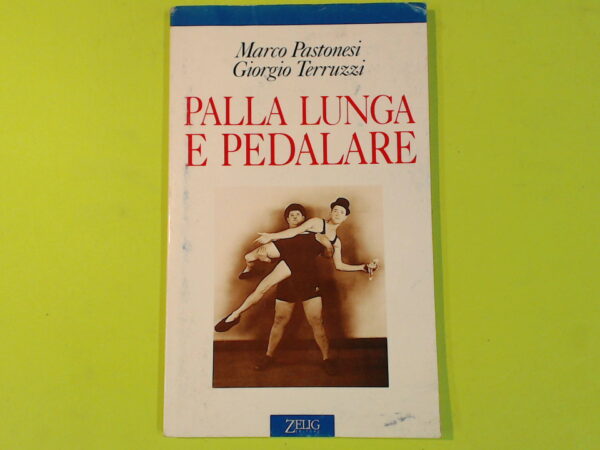 Marco Pastonesi
Giorgio Terruzzi
PALLA LUNGA
E PEDALARE
ZELIG